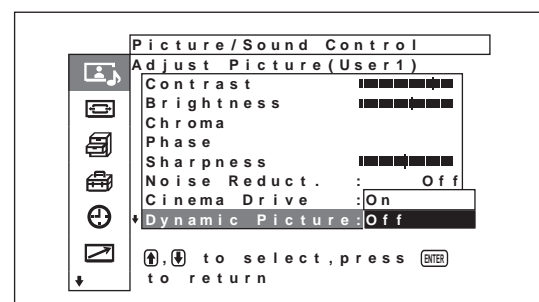 Picture/Sound Control
Adjust Picture(User1)
Contrast
Brightness
Chroma
Phase
Sharpness
Noise Reduct. : Off
Cinema Drive : On
Dynamic Picture: Off
, to select,press ENTER
to return